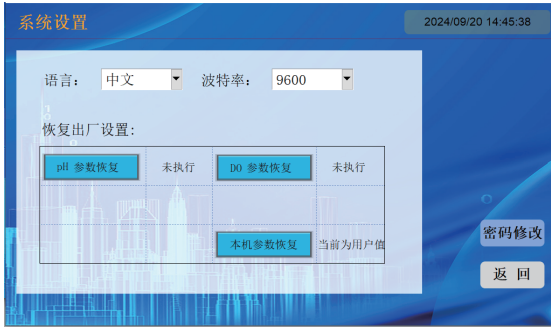 系统设置 2024/09/20 14:45:38
语言： 中文 波特率： 9600
恢复出厂设置:
pH 参数恢复 未执行 DO 参数恢复 未执行
本机参数恢复 当前为用户值
密码修改
返 回